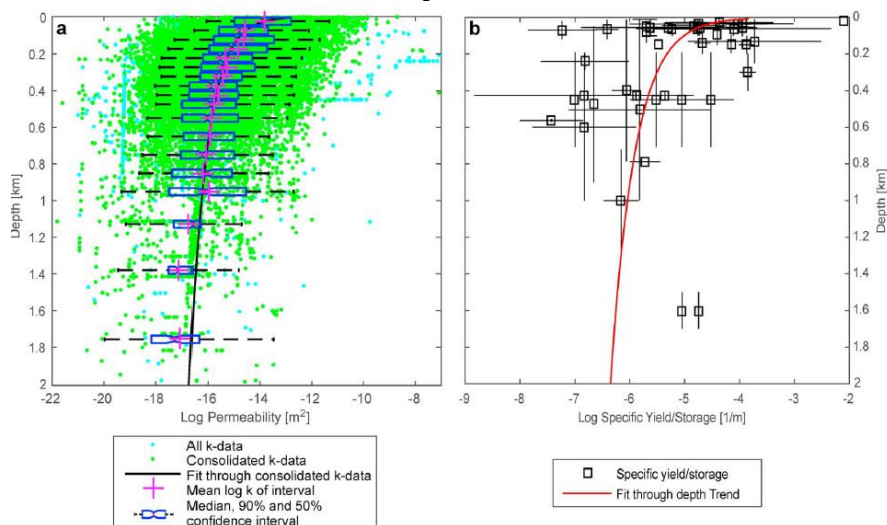 a
0
0.2
0.4
0.6
0.8
1
1.2
1.4
1.6
1.8
2
Depth [km]
-22
-20
-18
-16
-14
-12
-10
-8
Log Permeability [m²]
All k-data
Consolidated k-data
Fit through consolidated k-data
Mean log k of interval
Median, 90% and 50%
confidence interval
b
0
0.2
0.4
0.6
0.8
1
1.2
1.4
1.6
1.8
2
Depth [km]
-9
-8
-7
-6
-5
-4
-3
-2
Log Specific Yield/Storage [1/m]
Specific yield/storage
Fit through depth Trend